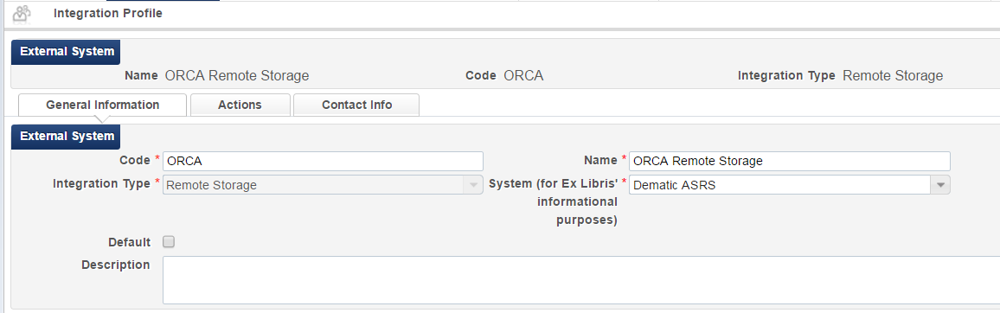 Integration Profile
External System
Name ORCA Remote Storage Code ORCA Integration Type Remote Storage
General Information Actions Contact Info
External System
Code * ORCA Name * ORCA Remote Storage
Integration Type * Remote Storage System (for Ex Libris' * Dematic ASRS
informational
purposes)
Default
Description